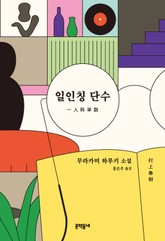 일인칭 단수
一人稱單數
무라카미 하루키 소설
홍은주 옮김
村上春樹
문학동네